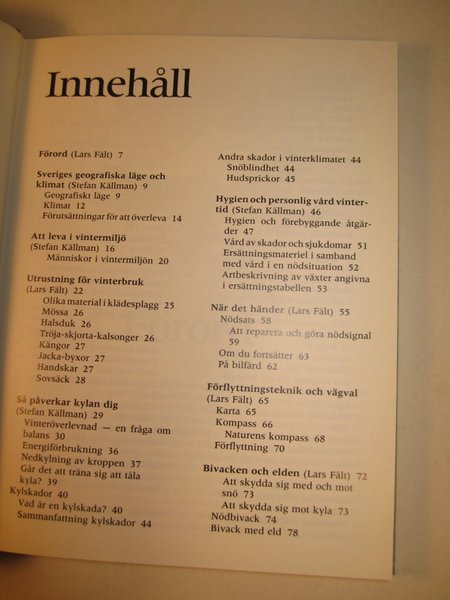 Innehåll
Förord (Lars Fält) 7
Sveriges geografiska läge och
klimat (Stefan Källman) 9
Geografiskt läge 9
Klimat 12
Förutsättningar för att överleva 14
Att leva i vintermiljö
(Stefan Källman) 16
Människor i vintermiljön 20
Utrustning för vinterbruk
(Lars Fält) 22
Olika material i klädesplagg 25
Mössa 26
Halsduk 26
Tröja-skjorta-kalsonger 26
Kängor 27
Jacka-byxor 27
Handskar 27
Sovsäck 28
Så påverkar kylan dig
(Stefan Källman) 29
Vinteröverlevnad — en fråga om
balans 30
Energiförbrukning 36
Nedkylning av kroppen 37
Går det att träna sig att tåla
kyla? 39
Kylskador 40
Vad är en kylskada? 40
Sammanfattning kylskador 44
Andra skador i vinterklimatet 44
Snöblindhet 44
Hudsprickor 45
Hygien och personlig vård vinter-
tid (Stefan Källman) 46
Hygien och förebyggande åtgär-
der 47
Vård av skador och sjukdomar 51
Ersättningsmateriel i samband
med vård i en nödsituation 52
Artbeskrivning av växter angivna
i ersättningstabellen 53
När det händer (Lars Fält) 55
Nödsats 58
Att reparera och göra nödsignal
59
Om du fortsätter 63
På bilfärd 62
Förflyttningsteknik och vägval
(Lars Fält) 65
Karta 65
Kompass 66
Naturens kompass 68
Förflyttning 70
Bivacken och elden (Lars Fält) 72
Att skydda sig med och mot
snö 73
Att skydda sig mot kyla 73
Nödbivack 74
Bivack med eld 78